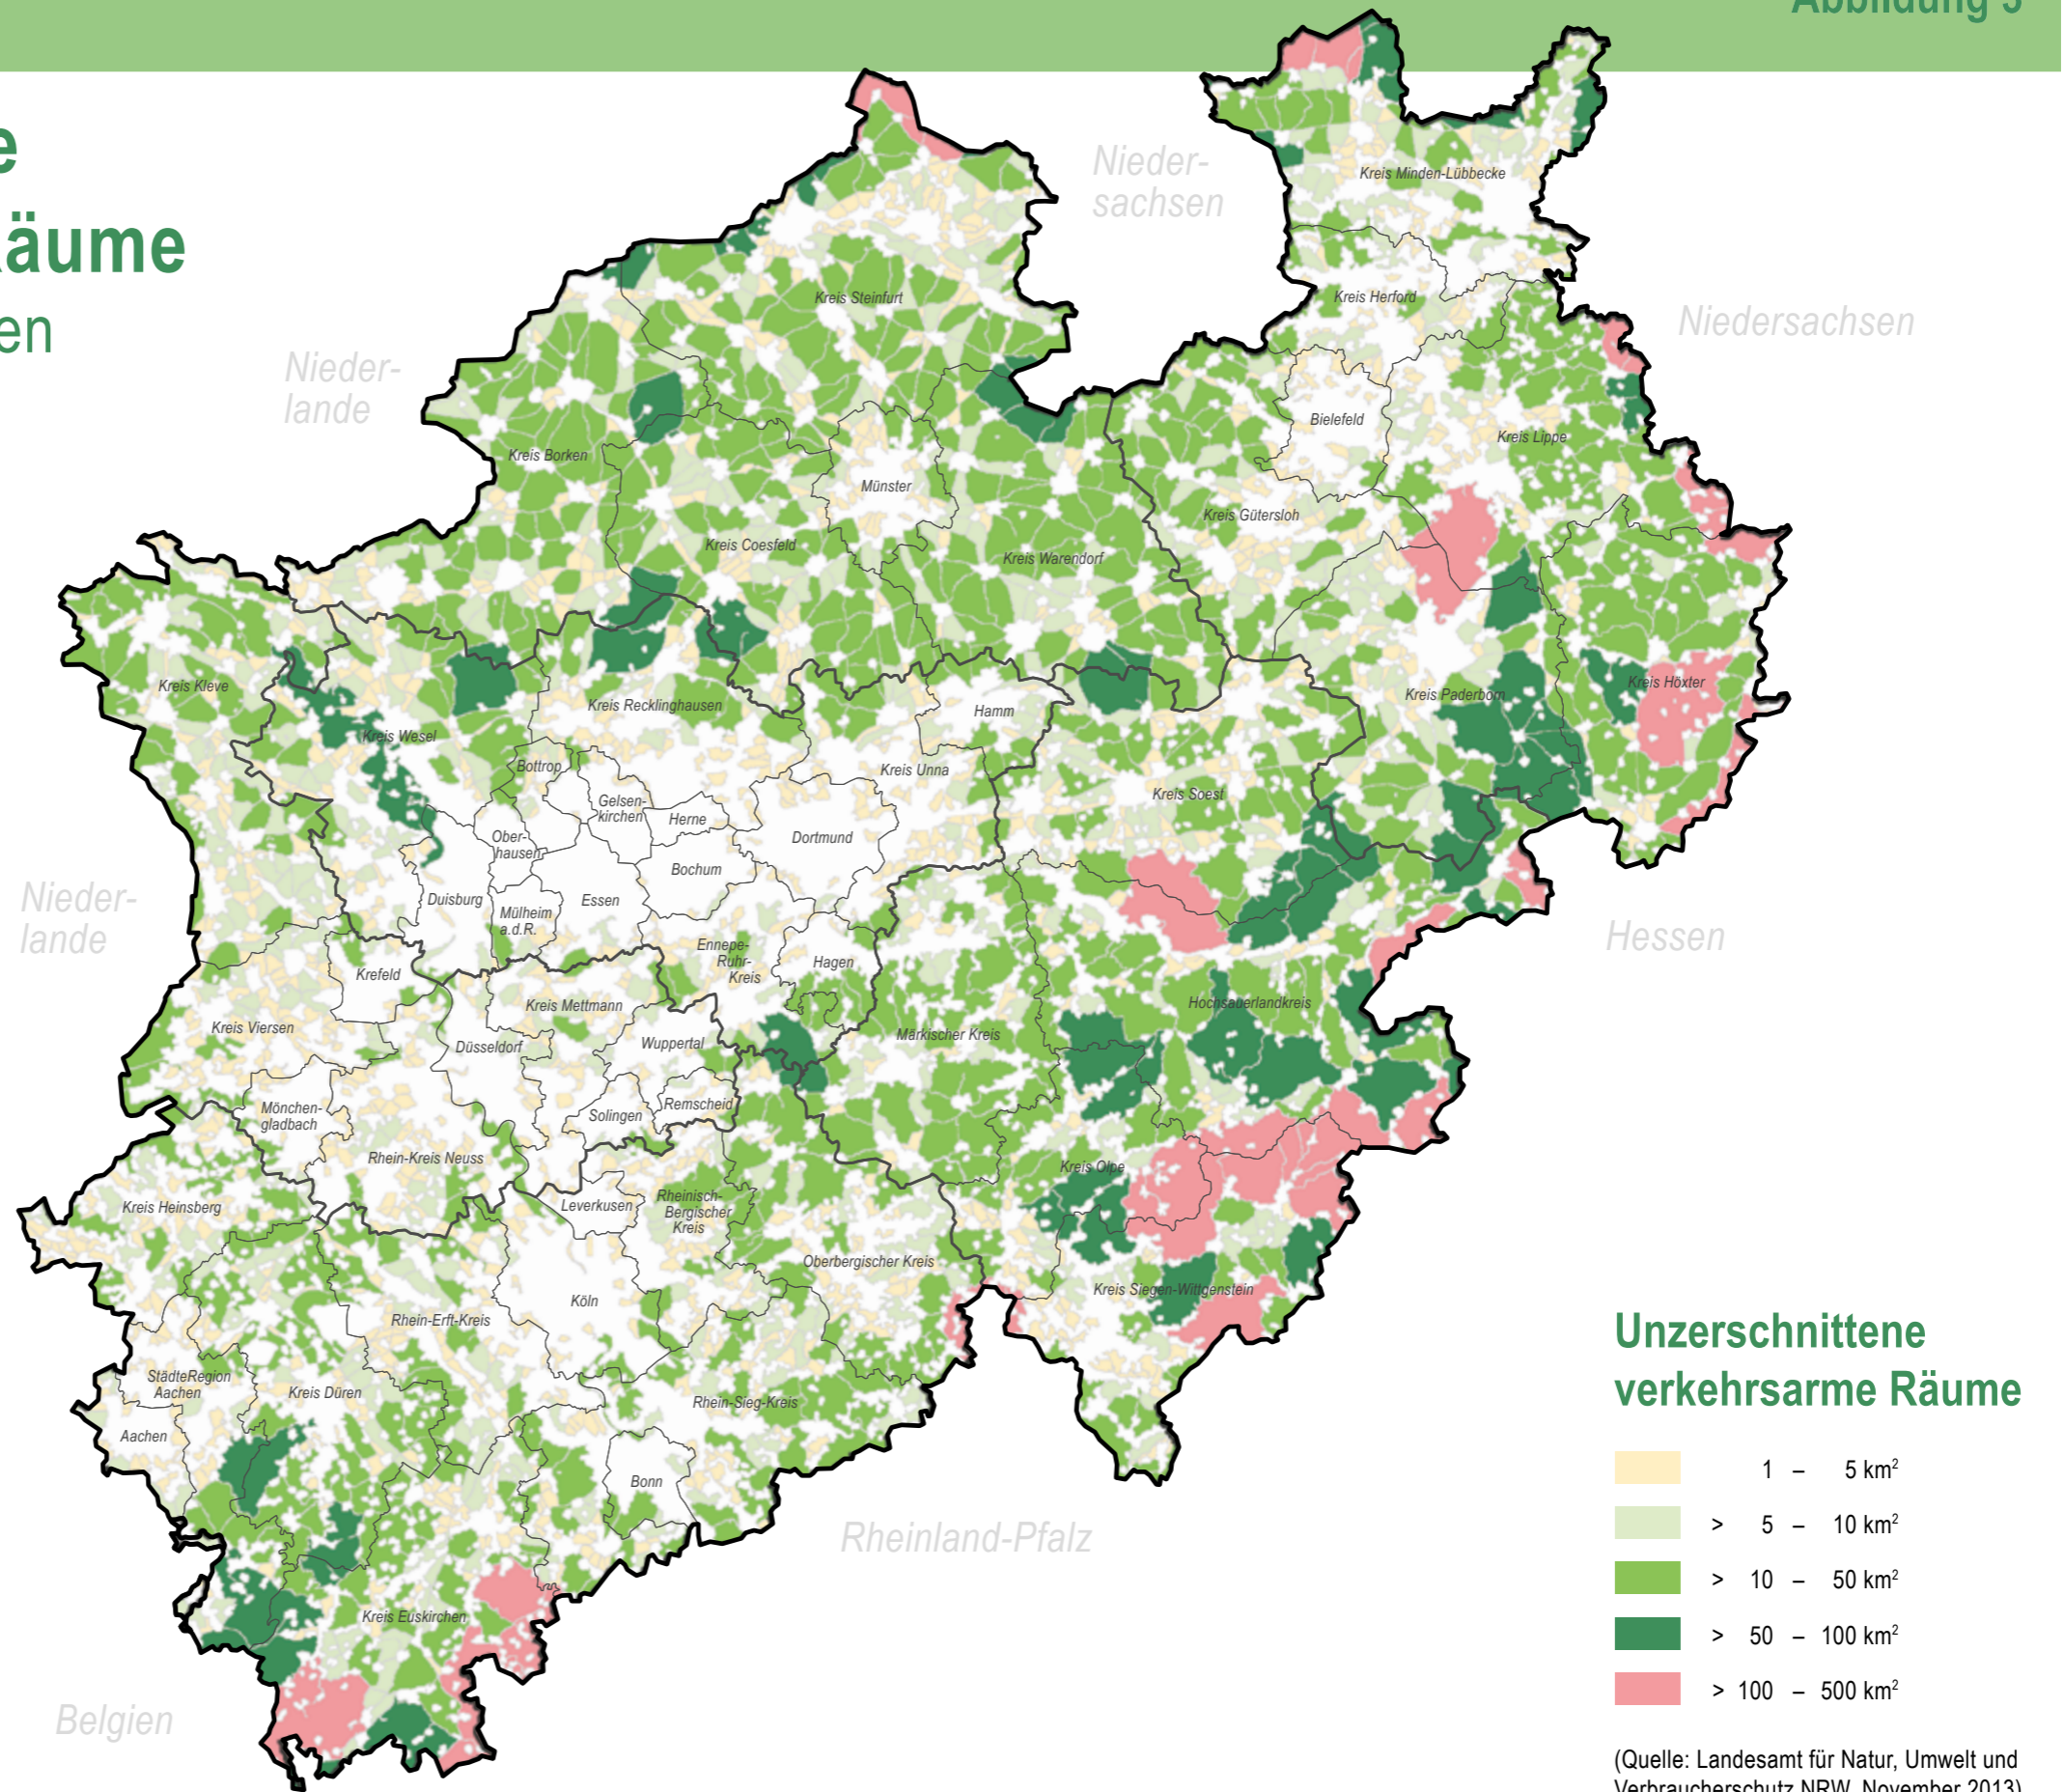 Abbildung 3
e
äume
en
Nieder-
sachsen
Niedersachsen
Nieder-
lande
Nieder-
lande
Hessen
Rheinland-Pfalz
Belgien
Kreis Minden-Lübbecke
Kreis Herford
Kreis Steinfurt
Bielefeld
Kreis Lippe
Kreis Borken
Münster
Kreis Gütersloh
Kreis Coesfeld
Kreis Warendorf
Kreis Kleve
Kreis Höxter
Kreis Paderborn
Kreis Recklinghausen
Hamm
Kreis Wesel
Bottrop
Kreis Unna
Kreis Soest
Gelsen-
kirchen
Herne
Dortmund
Ober-
hausen
Bochum
Duisburg
Essen
Mülheim
a.d.R.
Ennepe-
Ruhr-
Kreis
Hagen
Krefeld
Kreis Mettmann
Hochsauerlandkreis
Kreis Viersen
Düsseldorf
Wuppertal
Märkischer Kreis
Mönchen-
gladbach
Solingen
Remscheid
Rhein-Kreis Neuss
Kreis Olpe
Kreis Heinsberg
Leverkusen
Rheinisch-
Bergischer
Kreis
Oberbergischer Kreis
Kreis Siegen-Wittgenstein
Köln
Rhein-Erft-Kreis
StädteRegion
Aachen
Kreis Düren
Rhein-Sieg-Kreis
Aachen
Bonn
Kreis Euskirchen
Unzerschnittene
verkehrsarme Räume
1 – 5 km²
> 5 – 10 km²
> 10 – 50 km²
> 50 – 100 km²
> 100 – 500 km²
(Quelle: Landesamt für Natur, Umwelt und
Verbraucherschutz NRW, November 2013)